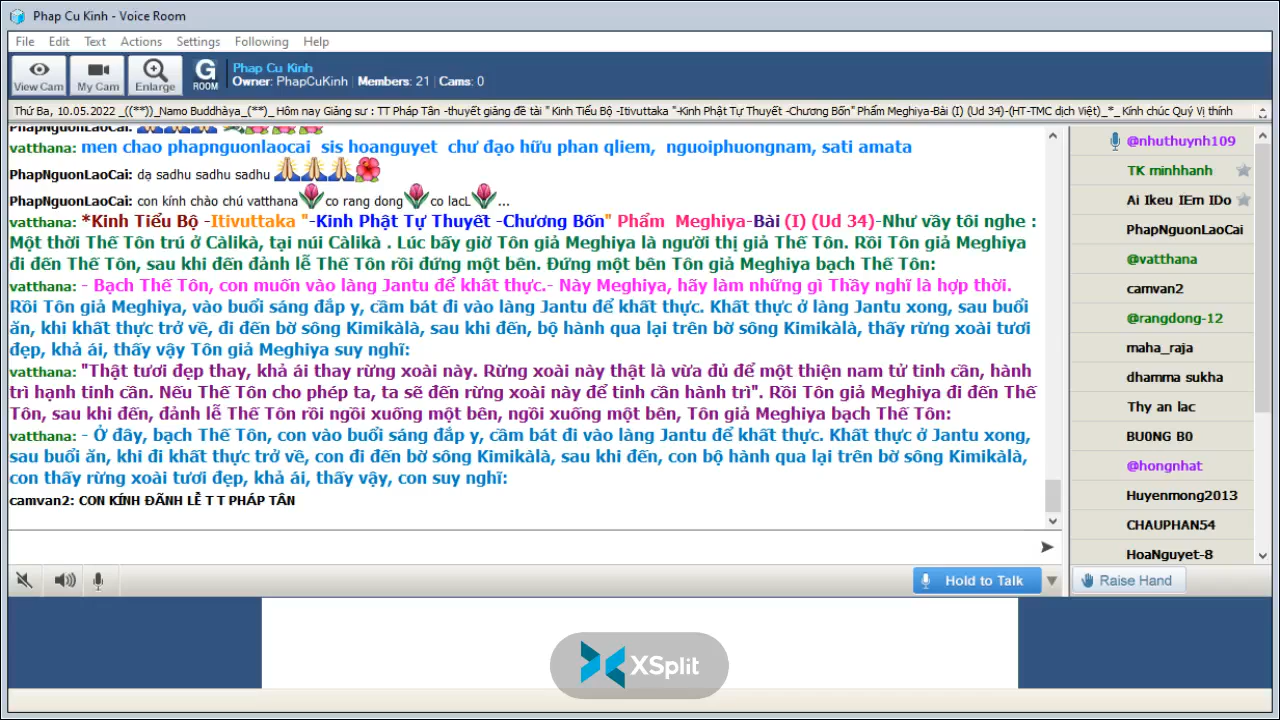 Phap Cu Kinh - Voice Room
File Edit Text Actions Settings Following Help
View Cam My Cam Enlarge G ROOM
Phap Cu Kinh
Owner: PhapCuKinh | Members: 21 | Cams: 0
Thứ Ba, 10.05.2022 _((**))_Namo Buddhàya_(**)_ Hôm nay Giảng sư : TT Pháp Tân -thuyết giảng đề tài " Kinh Tiểu Bộ -Itivuttaka "-Kinh Phật Tự Thuyết -Chương Bốn" Phẩm Meghiya-Bài (I) (Ud 34)-(HT-TMC dịch Việt)_*_Kính chúc Quý Vị thính
PhapNguonLaoCai:
vatthana: men chao phapnguonlaocai sis hoanguyet chư đạo hữu phan qliem, nguoiphuongnam, sati amata
PhapNguonLaoCai: dạ sadhu sadhu sadhu
PhapNguonLaoCai: con kính chào chú vatthana co rang dong co lacL ...
vatthana: *Kinh Tiểu Bộ -Itivuttaka "-Kinh Phật Tự Thuyết -Chương Bốn" Phẩm Meghiya-Bài (I) (Ud 34)-Như vầy tôi nghe :
Một thời Thế Tôn trú ở Càlikà, tại núi Càlikà . Lúc bấy giờ Tôn giả Meghiya là người thị giả Thế Tôn. Rồi Tôn giả Meghiya
đi đến Thế Tôn, sau khi đến đảnh lễ Thế Tôn rồi đứng một bên. Đứng một bên Tôn giả Meghiya bạch Thế Tôn:
vatthana: - Bạch Thế Tôn, con muốn vào làng Jantu để khất thực.- Này Meghiya, hãy làm những gì Thầy nghĩ là hợp thời.
Rồi Tôn giả Meghiya, vào buổi sáng đắp y, cầm bát đi vào làng Jantu để khất thực. Khất thực ở làng Jantu xong, sau buổi
ăn, khi khất thực trở về, đi đến bờ sông Kimikàlà, sau khi đến, bộ hành qua lại trên bờ sông Kimikàlà, thấy rừng xoài tươi
đẹp, khả ái, thấy vậy Tôn giả Meghiya suy nghĩ:
vatthana: "Thật tươi đẹp thay, khả ái thay rừng xoài này. Rừng xoài này thật là vừa đủ để một thiện nam tử tinh cần, hành
trì hạnh tinh cần. Nếu Thế Tôn cho phép ta, ta sẽ đến rừng xoài này để tinh cần hành trì". Rồi Tôn giả Meghiya đi đến Thế
Tôn, sau khi đến, đảnh lễ Thế Tôn rồi ngồi xuống một bên, ngồi xuống một bên, Tôn giả Meghiya bạch Thế Tôn:
vatthana: - Ở đây, bạch Thế Tôn, con vào buổi sáng đắp y, cầm bát đi vào làng Jantu để khất thực. Khất thực ở Jantu xong,
sau buổi ăn, khi đi khất thực trở về, con đi đến bờ sông Kimikàlà, sau khi đến, con bộ hành qua lại trên bờ sông Kimikàlà,
con thấy rừng xoài tươi đẹp, khả ái, thấy vậy, con suy nghĩ:
camvan2: CON KÍNH ĐÃNH LỄ T T PHÁP TÂN
@nhuthuynh109
TK minhhanh
Ai Ikeu IEm IDo
PhapNguonLaoCai
@vatthana
camvan2
@rangdong-12
maha_raja
dhamma sukha
Thy an lac
BU0NG B0
@hongnhat
Huyenmong2013
CHAUPHAN54
HoaNguyet-8
Hold to Talk
Raise Hand
XSplit